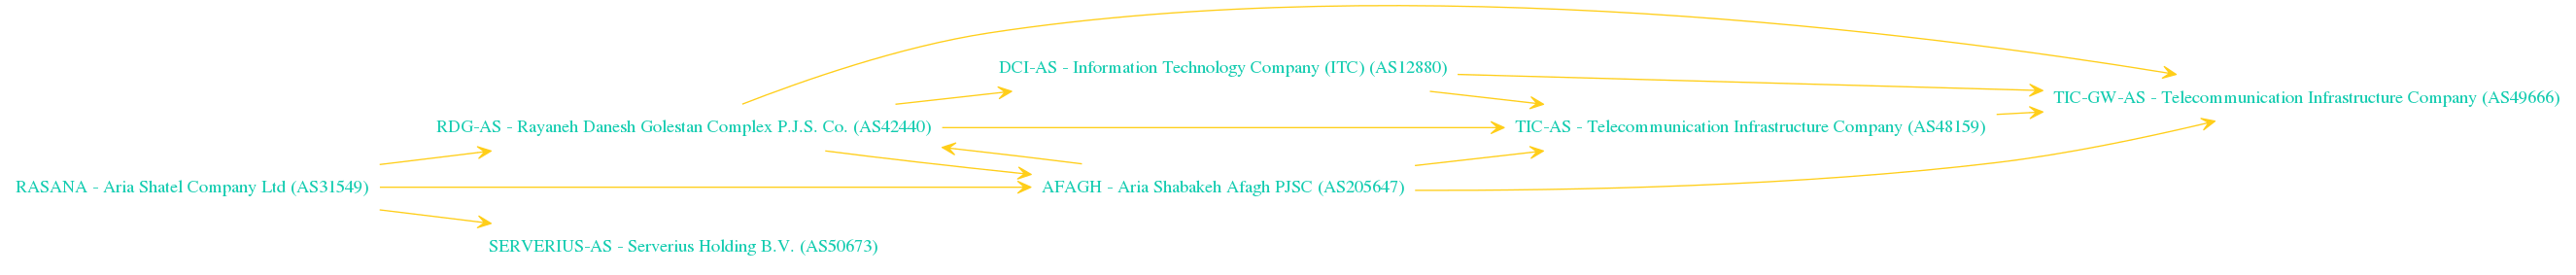 DCI-AS - Information Technology Company (ITC) (AS12880)
TIC-GW-AS - Telecommunication Infrastructure Company (AS49666)
RDG-AS - Rayaneh Danesh Golestan Complex P.J.S. Co. (AS42440)
TIC-AS - Telecommunication Infrastructure Company (AS48159)
RASANA - Aria Shatel Company Ltd (AS31549)
AFAGH - Aria Shabakeh Afagh PJSC (AS205647)
SERVERIUS-AS - Serverius Holding B.V. (AS50673)